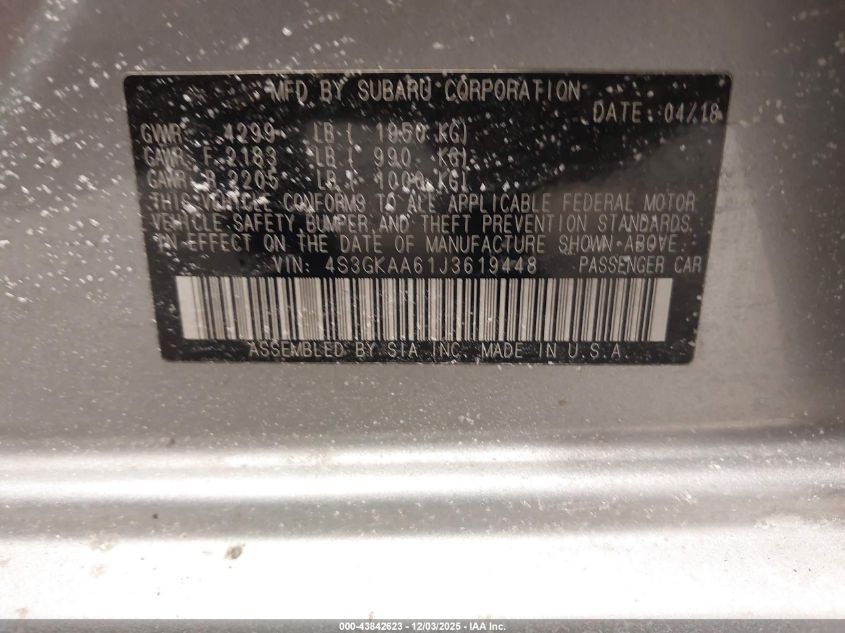 MFD BY SUBARU CORPORATION
DATE: 04/18
GVWR 4299 LB ( 1950 KG)
GAWR F 2183 LB ( 990 KG)
GAWR R 2205 LB ( 1000 KG)
THIS VEHICLE CONFORMS TO ALL APPLICABLE FEDERAL MOTOR
VEHICLE SAFETY, BUMPER AND THEFT PREVENTION STANDARDS
IN EFFECT ON THE DATE OF MANUFACTURE SHOWN ABOVE.
VIN: 4S3GKAA61J3619448 PASSENGER CAR
ASSEMBLED BY SIA INC. MADE IN U.S.A.
000-43842623 - 12/03/2025 - IAA Inc.